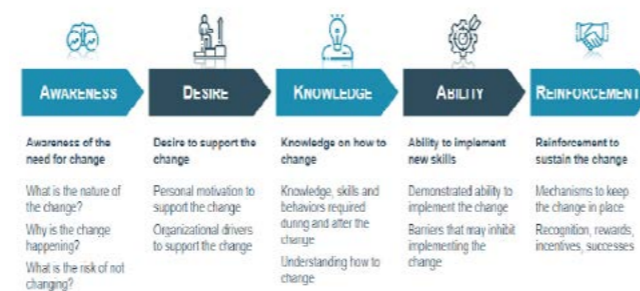 AWARENESS
DESIRE
KNOWLEDGE
ABILITY
REINFORCEMENT
Awareness of the
need for change
What is the nature of
the change?
Why is the change
happening?
What is the risk of not
changing?
Desire to support the
change
Personal motivation to
support the change
Organizational drivers
to support the change
Knowledge on how to
change
Knowledge, skills and
behaviors required
during and after the
change
Understanding how to
change
Ability to implement
new skills
Demonstrated ability to
implement the change
Barriers that may inhibit
implementing the
change
Reinforcement to
sustain the change
Mechanisms to keep
the change in place
Recognition, rewards,
incentives, successes